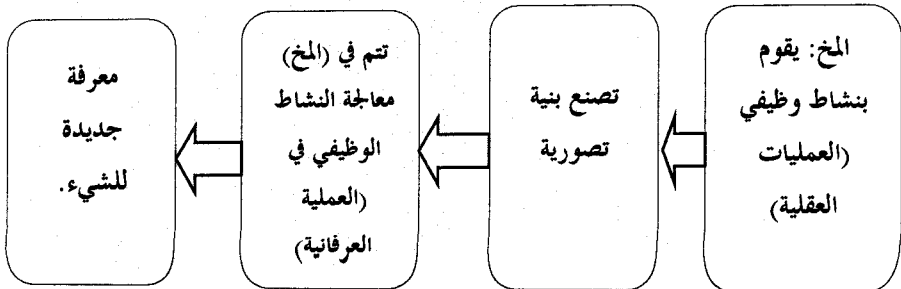 المخ: يقوم
بنشاط وظيفي
(العمليات
العقلية)
تصنع بنية
تصورية
تتم في (المخ)
معالجة النشاط
الوظيفي في
(العملية
العرفانية)
معرفة
جديدة
للشيء.